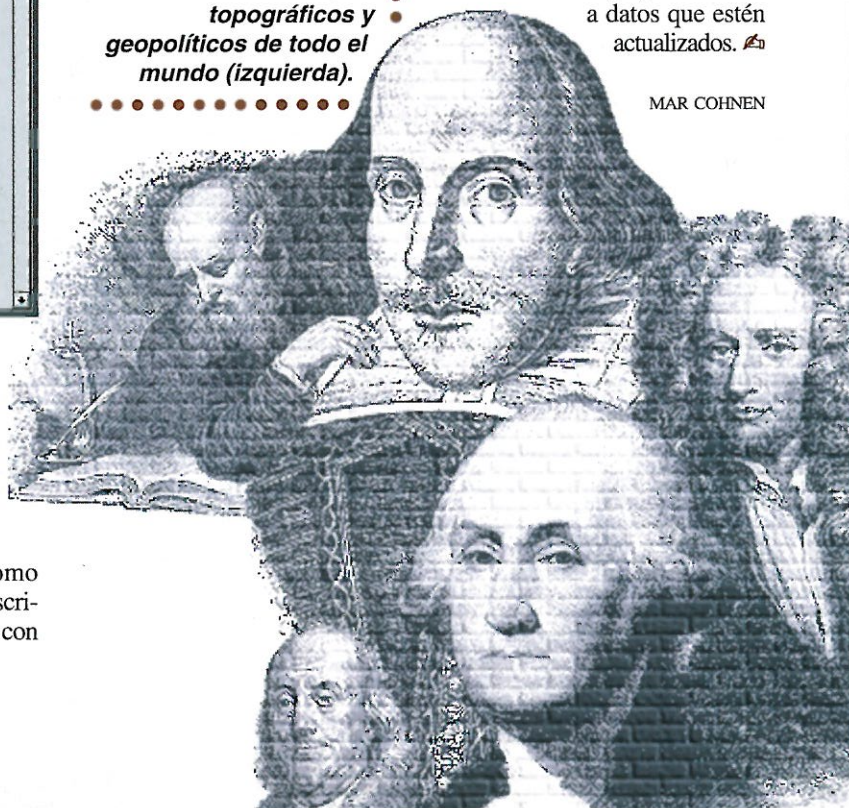 topográficos y
geopolíticos de todo el
mundo (izquierda).
a datos que estén
actualizados.
MAR COHNEN
omo
scri-
con